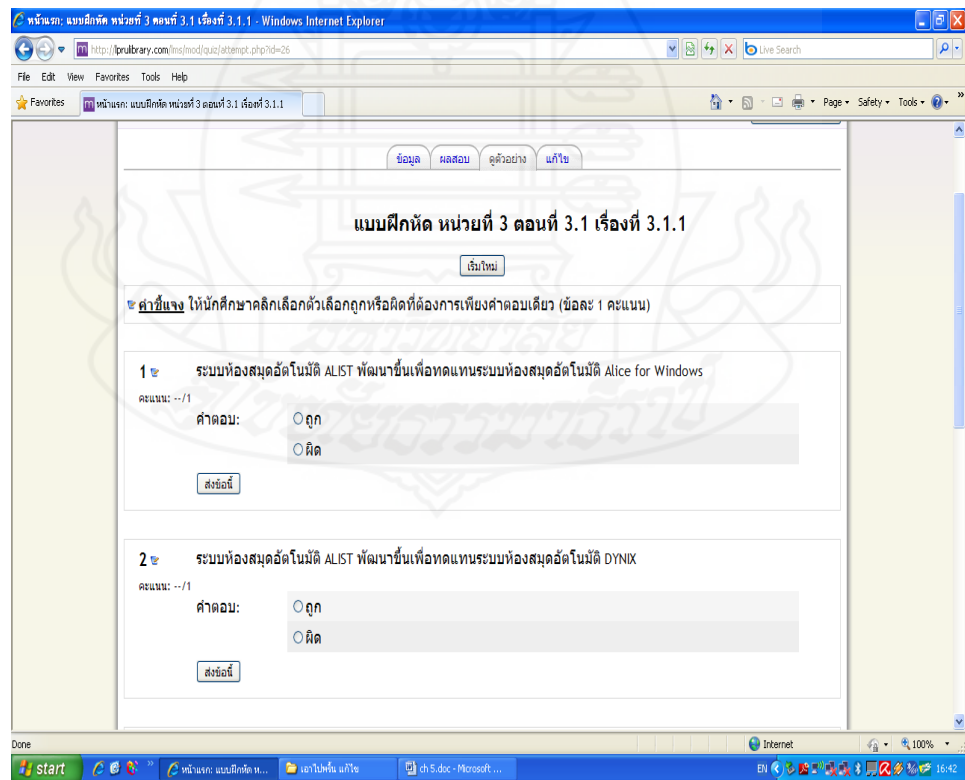 หน้าแรก: แบบฝึกหัด หน่วยที่ 3 ตอนที่ 3.1 เรื่องที่ 3.1.1 - Windows Internet Explorer
http://lprulibrary.com/lms/mod/quiz/attempt.php?id=26
Live Search
File Edit View Favorites Tools Help
Favorites
หน้าแรก: แบบฝึกหัด หน่วยที่ 3 ตอนที่ 3.1 เรื่องที่ 3.1.1
Page Safety Tools
ข้อมูล ผลสอบ ดูตัวอย่าง แก้ไข
แบบฝึกหัด หน่วยที่ 3 ตอนที่ 3.1 เรื่องที่ 3.1.1
เริ่มใหม่
คำชี้แจง ให้นักศึกษาคลิกเลือกตัวเลือกถูกหรือผิดที่ต้องการเพียงคำตอบเดียว (ข้อละ 1 คะแนน)
1 ระบบห้องสมุดอัตโนมัติ ALIST พัฒนาขึ้นเพื่อทดแทนระบบห้องสมุดอัตโนมัติ Alice for Windows
คะแนน: --/1
คำตอบ: ถูก
ผิด
ส่งข้อนี้
2 ระบบห้องสมุดอัตโนมัติ ALIST พัฒนาขึ้นเพื่อทดแทนระบบห้องสมุดอัตโนมัติ DYNIX
คะแนน: --/1
คำตอบ: ถูก
ผิด
ส่งข้อนี้
Done Internet 100%
start หน้าแรก: แบบฝึกหัด ห... เอาไปพริ้น แก้ไข ch 5.doc - Microsoft ... EN 16:42